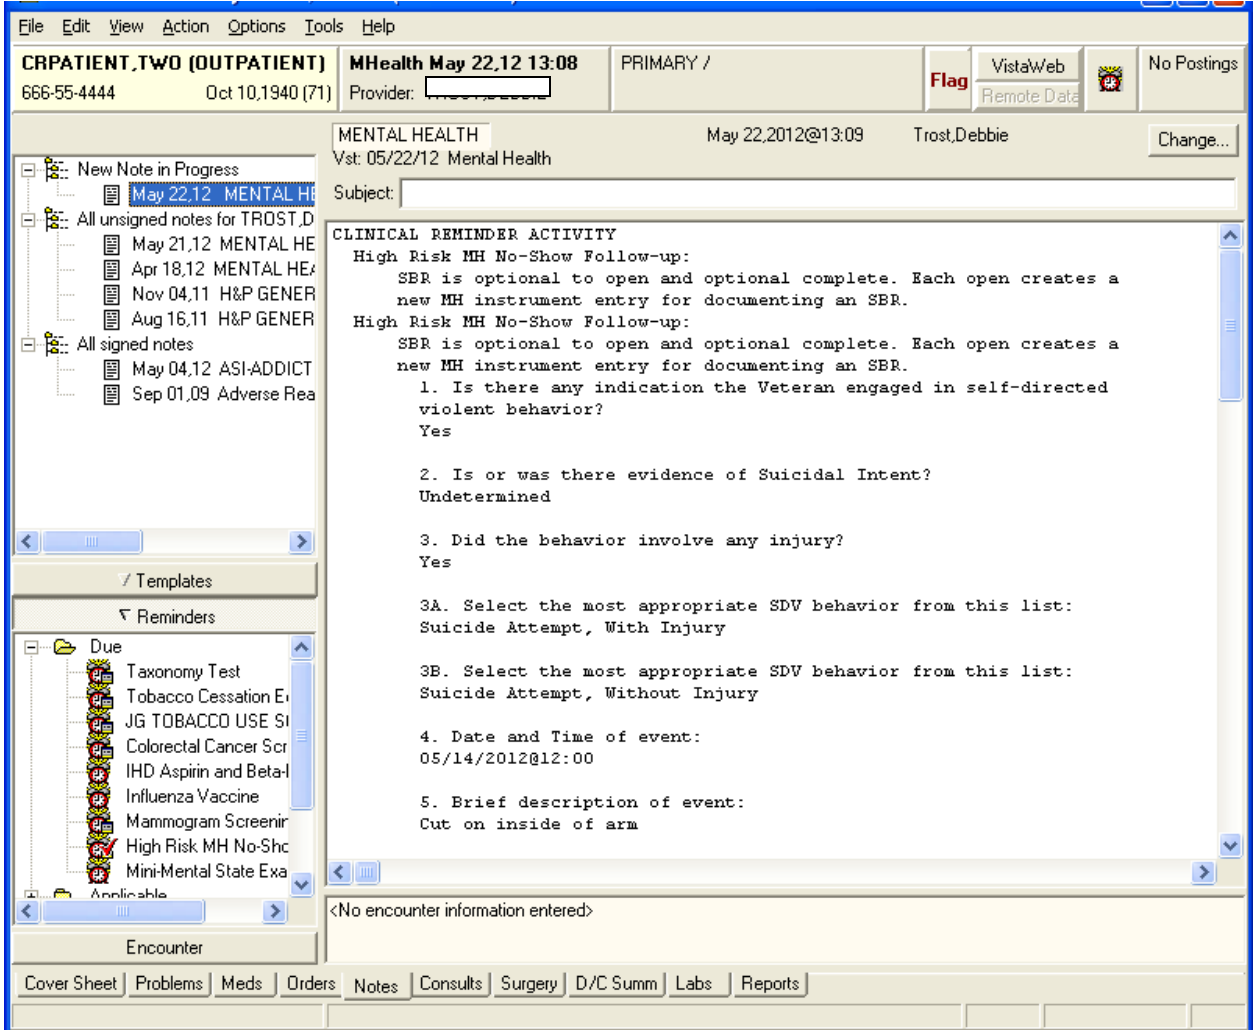 File Edit View Action Options Tools Help
CRPATIENT,TWO (OUTPATIENT)
666-55-4444 Oct 10,1940 (71)
MHealth May 22,12 13:08
Provider:
PRIMARY /
Flag
VistaWeb
Remote Data
No Postings
MENTAL HEALTH May 22,2012@13:09 Trost,Debbie
Change...
Vst: 05/22/12 Mental Health
Subject:
New Note in Progress
May 22,12 MENTAL HE
All unsigned notes for TROST,D
May 21,12 MENTAL HE
Apr 18,12 MENTAL HEA
Nov 04,11 H&P GENER
Aug 16,11 H&P GENER
All signed notes
May 04,12 ASI-ADDICT
Sep 01,09 Adverse Rea
Templates
Reminders
Due
Taxonomy Test
Tobacco Cessation E
JG TOBACCO USE S
Colorectal Cancer Scr
IHD Aspirin and Beta-
Influenza Vaccine
Mammogram Screenin
High Risk MH No-Sho
Mini-Mental State Exa
Applicable
Encounter
CLINICAL REMINDER ACTIVITY
High Risk MH No-Show Follow-up:
SBR is optional to open and optional complete. Each open creates a
new MH instrument entry for documenting an SBR.
High Risk MH No-Show Follow-up:
SBR is optional to open and optional complete. Each open creates a
new MH instrument entry for documenting an SBR.
1. Is there any indication the Veteran engaged in self-directed
violent behavior?
Yes
2. Is or was there evidence of Suicidal Intent?
Undetermined
3. Did the behavior involve any injury?
Yes
3A. Select the most appropriate SDV behavior from this list:
Suicide Attempt, With Injury
3B. Select the most appropriate SDV behavior from this list:
Suicide Attempt, Without Injury
4. Date and Time of event:
05/14/2012@12:00
5. Brief description of event:
Cut on inside of arm
<No encounter information entered>
Cover Sheet Problems Meds Orders Notes Consults Surgery D/C Summ Labs Reports